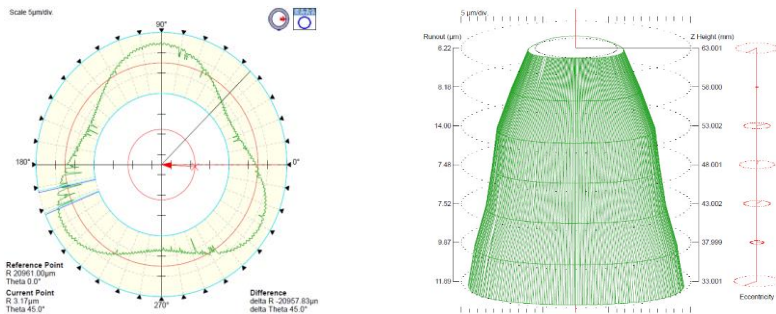 Scale 5µm/div.
90°
180°
0°
270°
Reference Point
R 20961.00µm
Theta 0.0°
Current Point
R 3.17µm
Theta 45.0°
Difference
delta R -20957.83µm
delta Theta 45.0°
5 µm/div
Runout (µm)
Z Height (mm)
6.22
63.001
8.18
58.000
14.00
53.002
7.48
48.001
7.52
43.002
9.87
37.999
11.69
33.001
Eccentricity